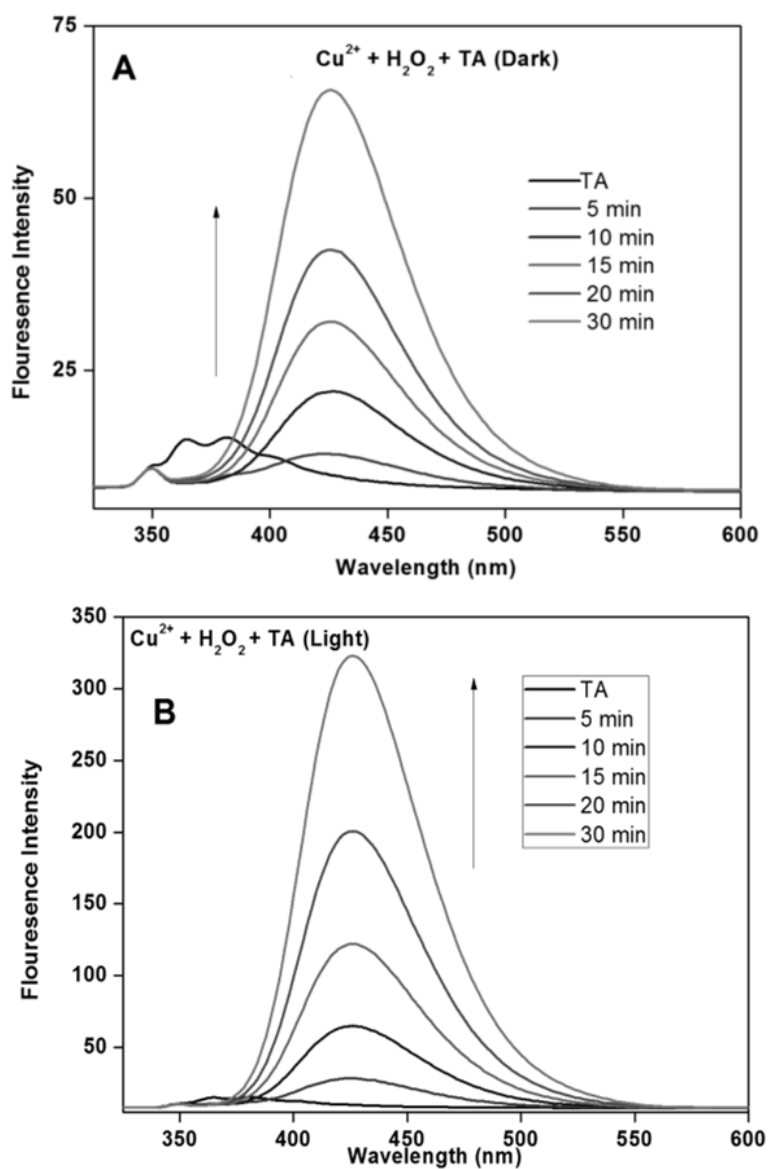 75
A
Cu2+ + H2O2 + TA (Dark)
50
25
TA
5 min
10 min
15 min
20 min
30 min
Flouresence Intensity
350 400 450 500 550 600
Wavelength (nm)
350
Cu2+ + H2O2 + TA (Light)
300
B
250
200
150
100
50
TA
5 min
10 min
15 min
20 min
30 min
Flouresence Intensity
350 400 450 500 550 600
Wavelength (nm)